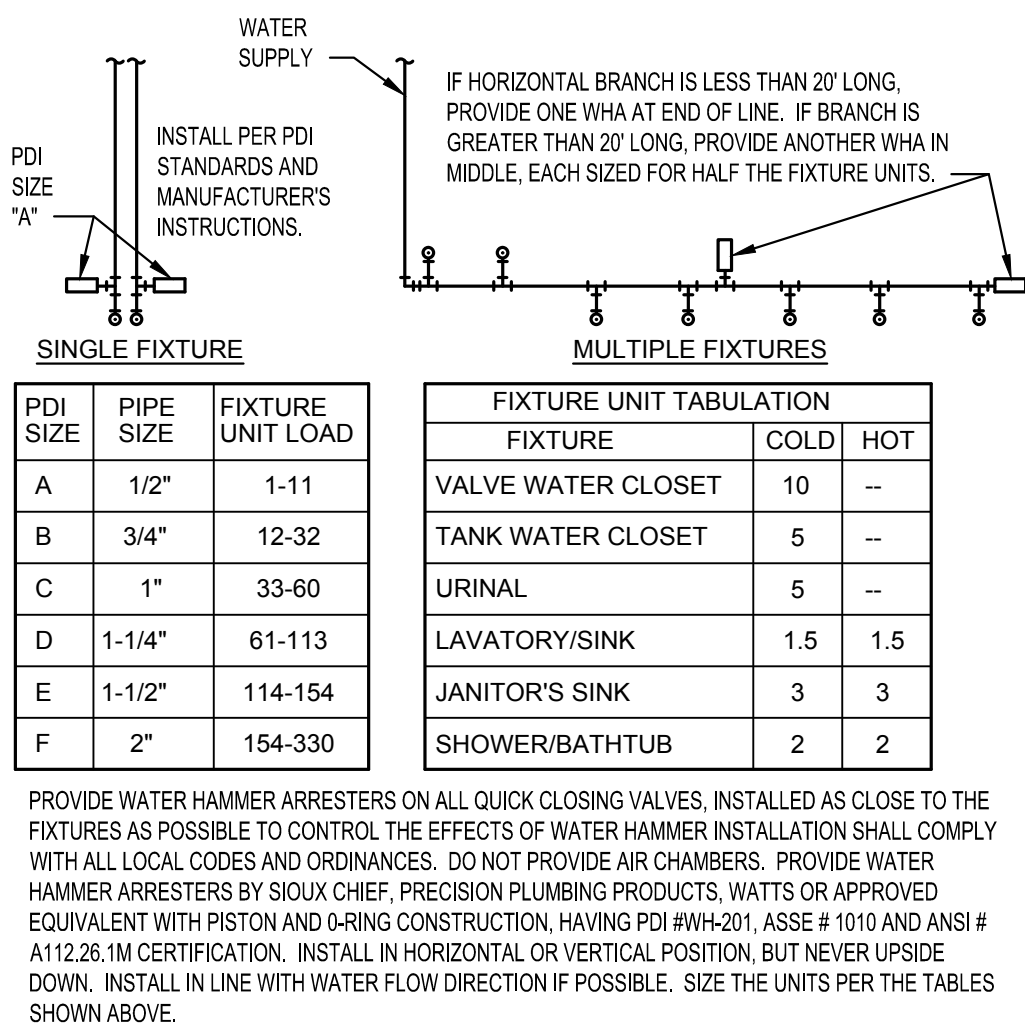 WATER
SUPPLY
IF HORIZONTAL BRANCH IS LESS THAN 20' LONG,
PROVIDE ONE WHA AT END OF LINE. IF BRANCH IS
GREATER THAN 20' LONG, PROVIDE ANOTHER WHA IN
MIDDLE, EACH SIZED FOR HALF THE FIXTURE UNITS.
PDI
SIZE
"A"
INSTALL PER PDI
STANDARDS AND
MANUFACTURER'S
INSTRUCTIONS.
SINGLE FIXTURE
MULTIPLE FIXTURES
PDI SIZE PIPE SIZE FIXTURE UNIT LOAD
A 1/2" 1-11
B 3/4" 12-32
C 1" 33-60
D 1-1/4" 61-113
E 1-1/2" 114-154
F 2" 154-330
FIXTURE UNIT TABULATION
FIXTURE COLD HOT
VALVE WATER CLOSET 10 --
TANK WATER CLOSET 5 --
URINAL 5 --
LAVATORY/SINK 1.5 1.5
JANITOR'S SINK 3 3
SHOWER/BATHTUB 2 2
PROVIDE WATER HAMMER ARRESTERS ON ALL QUICK CLOSING VALVES, INSTALLED AS CLOSE TO THE
FIXTURES AS POSSIBLE TO CONTROL THE EFFECTS OF WATER HAMMER INSTALLATION SHALL COMPLY
WITH ALL LOCAL CODES AND ORDINANCES. DO NOT PROVIDE AIR CHAMBERS. PROVIDE WATER
HAMMER ARRESTERS BY SIOUX CHIEF, PRECISION PLUMBING PRODUCTS, WATTS OR APPROVED
EQUIVALENT WITH PISTON AND 0-RING CONSTRUCTION, HAVING PDI #WH-201, ASSE # 1010 AND ANSI #
A112.26.1M CERTIFICATION. INSTALL IN HORIZONTAL OR VERTICAL POSITION, BUT NEVER UPSIDE
DOWN. INSTALL IN LINE WITH WATER FLOW DIRECTION IF POSSIBLE. SIZE THE UNITS PER THE TABLES
SHOWN ABOVE.